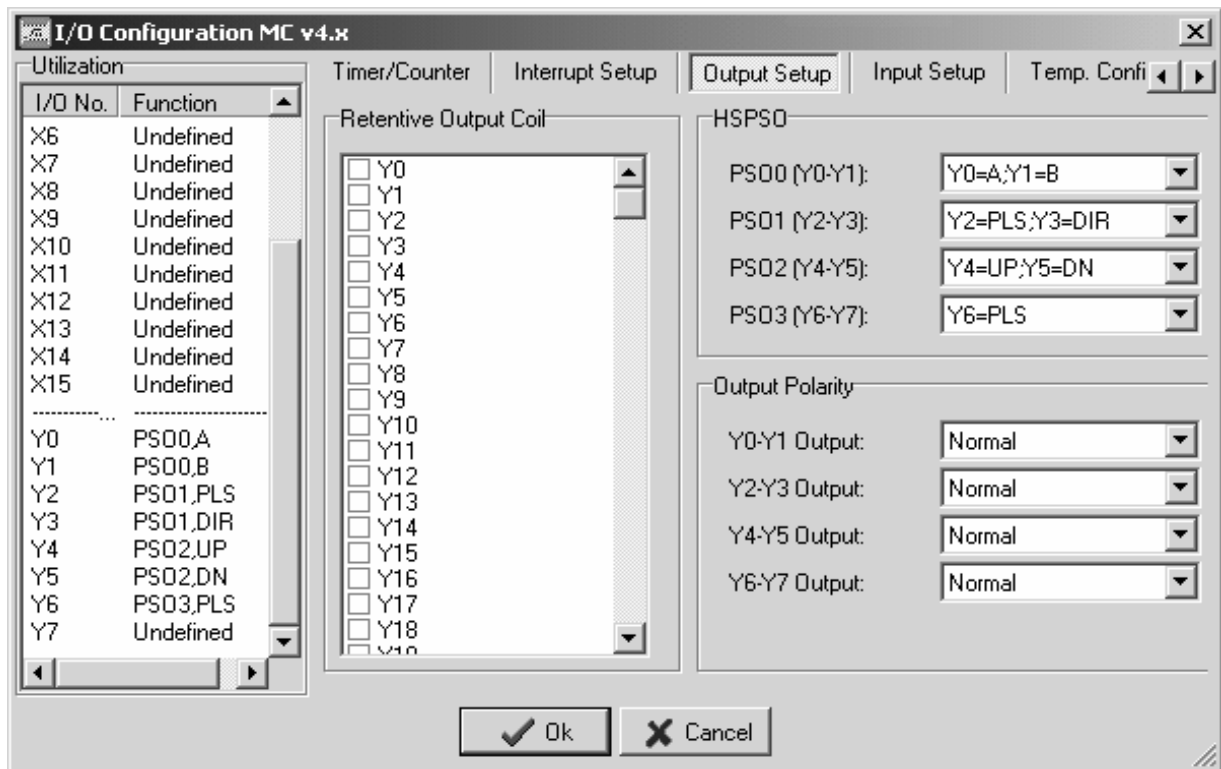 I/O Configuration MC v4.x
Utilization
I/O No. Function
X6 Undefined
X7 Undefined
X8 Undefined
X9 Undefined
X10 Undefined
X11 Undefined
X12 Undefined
X13 Undefined
X14 Undefined
X15 Undefined
-----------... --------------------
Y0 PSO0,A
Y1 PSO0,B
Y2 PSO1,PLS
Y3 PSO1,DIR
Y4 PSO2,UP
Y5 PSO2,DN
Y6 PSO3,PLS
Y7 Undefined
Timer/Counter Interrupt Setup Output Setup Input Setup Temp. Confi
Retentive Output Coil
Y0
Y1
Y2
Y3
Y4
Y5
Y6
Y7
Y8
Y9
Y10
Y11
Y12
Y13
Y14
Y15
Y16
Y17
Y18
Y19
HSPSO
PSO0 (Y0-Y1): Y0=A;Y1=B
PSO1 (Y2-Y3): Y2=PLS;Y3=DIR
PSO2 (Y4-Y5): Y4=UP;Y5=DN
PSO3 (Y6-Y7): Y6=PLS
Output Polarity
Y0-Y1 Output: Normal
Y2-Y3 Output: Normal
Y4-Y5 Output: Normal
Y6-Y7 Output: Normal
Ok Cancel